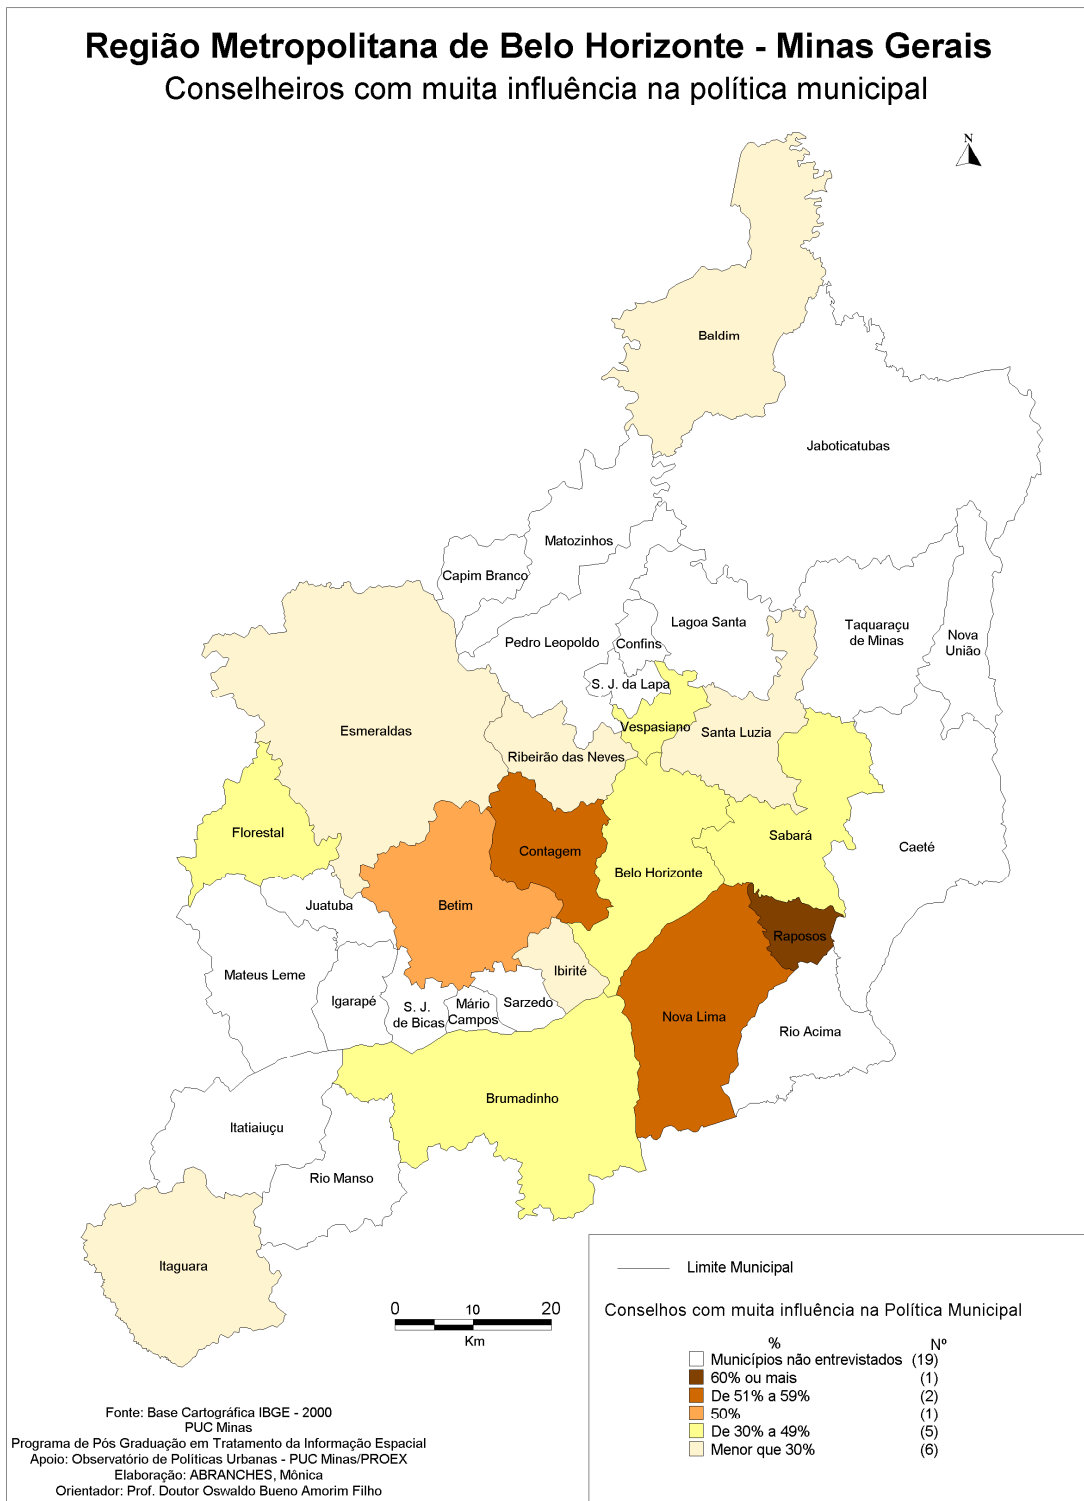 Região Metropolitana de Belo Horizonte - Minas Gerais
Conselheiros com muita influência na política municipal
N
Baldim
Jaboticatubas
Matozinhos
Capim Branco
Lagoa Santa
Taquaraçu
de Minas
Nova
União
Pedro Leopoldo
Confins
S. J. da Lapa
Vespasiano
Santa Luzia
Esmeraldas
Ribeirão das Neves
Florestal
Contagem
Sabará
Caeté
Belo Horizonte
Juatuba
Betim
Raposos
Mateus Leme
Ibirité
Igarapé
S. J.
de Bicas
Mário
Campos
Sarzedo
Nova Lima
Rio Acima
Brumadinho
Itatiaiuçu
Rio Manso
Itaguara
0 10 20
Km
Limite Municipal
Conselhos com muita influência na Política Municipal
% Nº
Municípios não entrevistados (19)
60% ou mais (1)
De 51% a 59% (2)
50% (1)
De 30% a 49% (5)
Menor que 30% (6)
Fonte: Base Cartográfica IBGE - 2000
PUC Minas
Programa de Pós Graduação em Tratamento da Informação Espacial
Apoio: Observatório de Políticas Urbanas - PUC Minas/PROEX
Elaboração: ABRANCHES, Mônica
Orientador: Prof. Doutor Oswaldo Bueno Amorim Filho